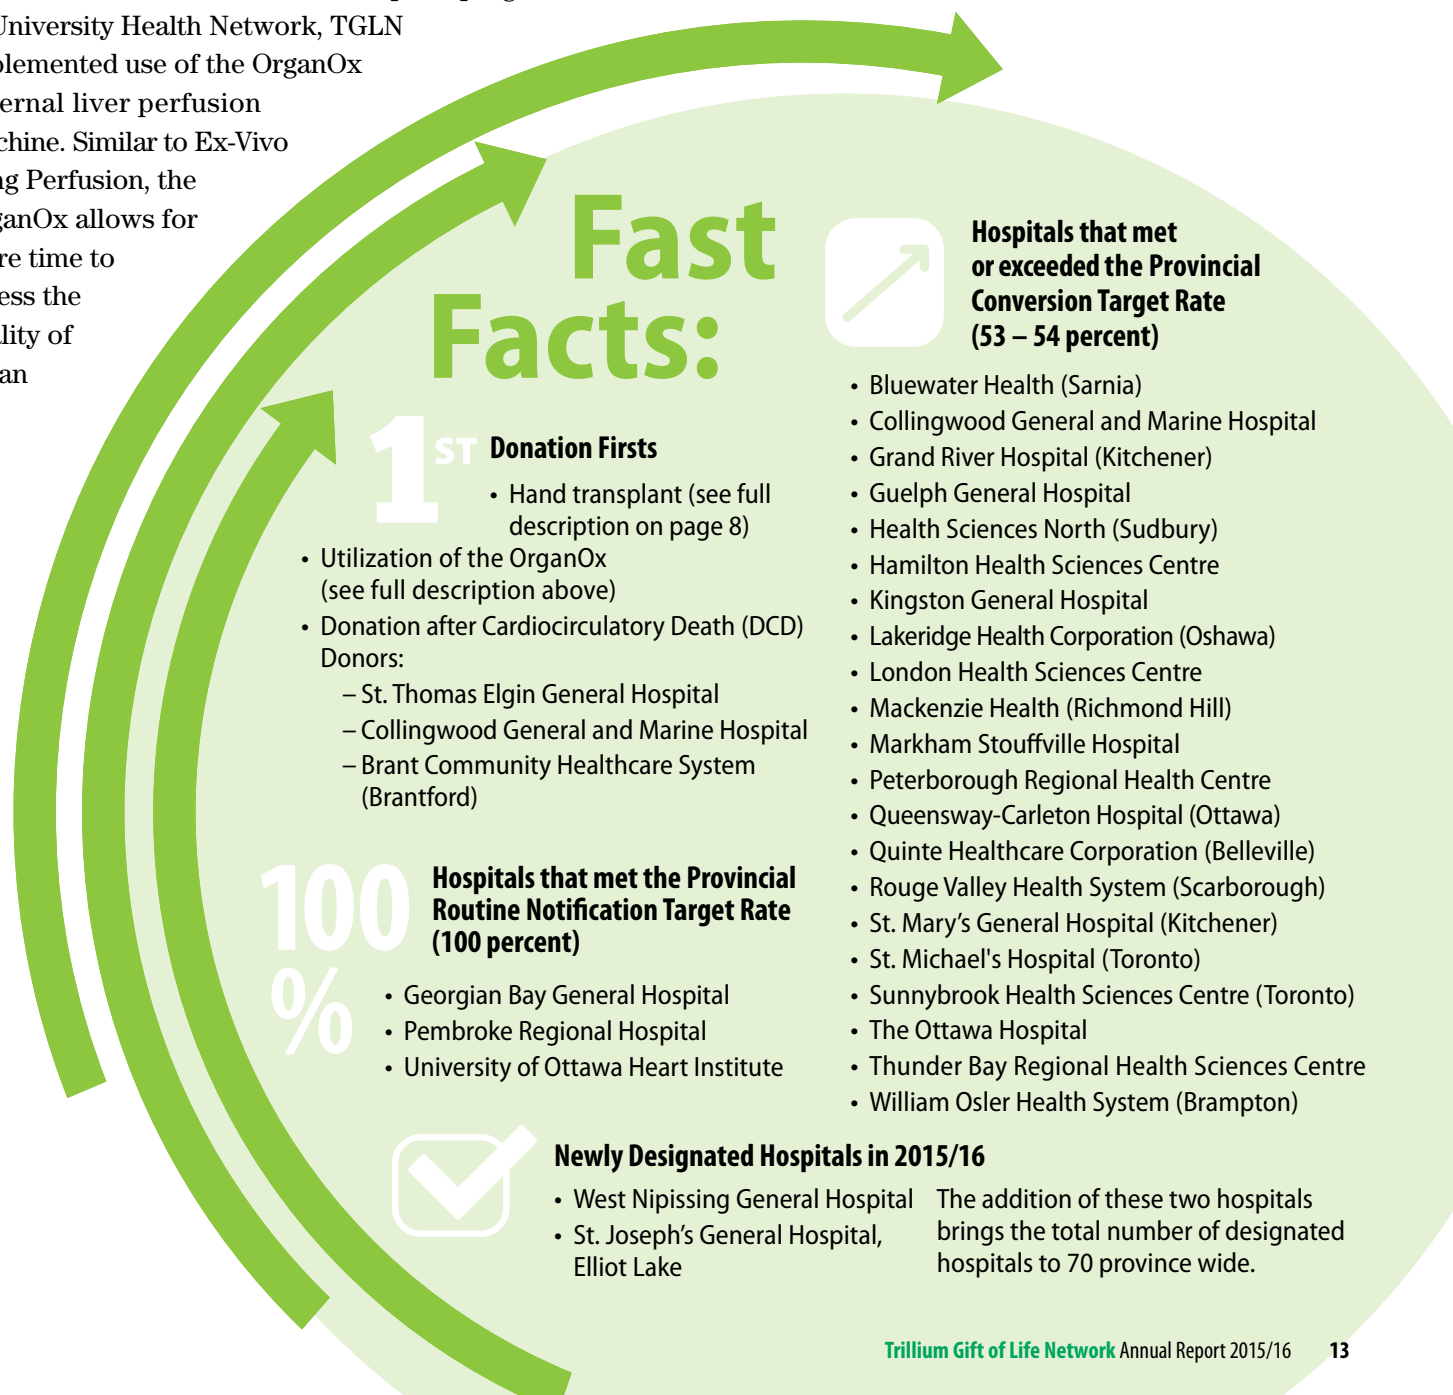 University Health Network, TGLN
use of the OrganOx
liver perfusion
Similar to Ex-Vivo
Perfusion, the
allows for
time to
the
of
Fast
Facts:
1ST Donation Firsts
• Hand transplant (see full
description on page 8)
• Utilization of the OrganOx
(see full description above)
• Donation after Cardiocirculatory Death (DCD)
Donors:
– St. Thomas Elgin General Hospital
– Collingwood General and Marine Hospital
– Brant Community Healthcare System
(Brantford)
100
%
Hospitals that met the Provincial
Routine Notification Target Rate
(100 percent)
• Georgian Bay General Hospital
• Pembroke Regional Hospital
• University of Ottawa Heart Institute
Hospitals that met
or exceeded the Provincial
Conversion Target Rate
(53 – 54 percent)
• Bluewater Health (Sarnia)
• Collingwood General and Marine Hospital
• Grand River Hospital (Kitchener)
• Guelph General Hospital
• Health Sciences North (Sudbury)
• Hamilton Health Sciences Centre
• Kingston General Hospital
• Lakeridge Health Corporation (Oshawa)
• London Health Sciences Centre
• Mackenzie Health (Richmond Hill)
• Markham Stouffville Hospital
• Peterborough Regional Health Centre
• Queensway-Carleton Hospital (Ottawa)
• Quinte Healthcare Corporation (Belleville)
• Rouge Valley Health System (Scarborough)
• St. Mary’s General Hospital (Kitchener)
• St. Michael's Hospital (Toronto)
• Sunnybrook Health Sciences Centre (Toronto)
• The Ottawa Hospital
• Thunder Bay Regional Health Sciences Centre
• William Osler Health System (Brampton)
Newly Designated Hospitals in 2015/16
• West Nipissing General Hospital
• St. Joseph’s General Hospital,
Elliot Lake
The addition of these two hospitals
brings the total number of designated
hospitals to 70 province wide.
Trillium Gift of Life Network Annual Report 2015/16 13